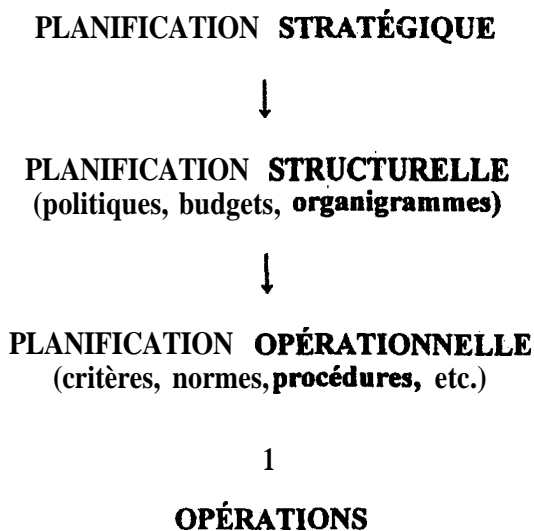 PLANIFICATION STRATÉGIQUE
↓
PLANIFICATION STRUCTURELLE
(politiques, budgets, organigrammes)
↓
PLANIFICATION OPÉRATIONNELLE
(critères, normes, procédures, etc.)
1
OPÉRATIONS